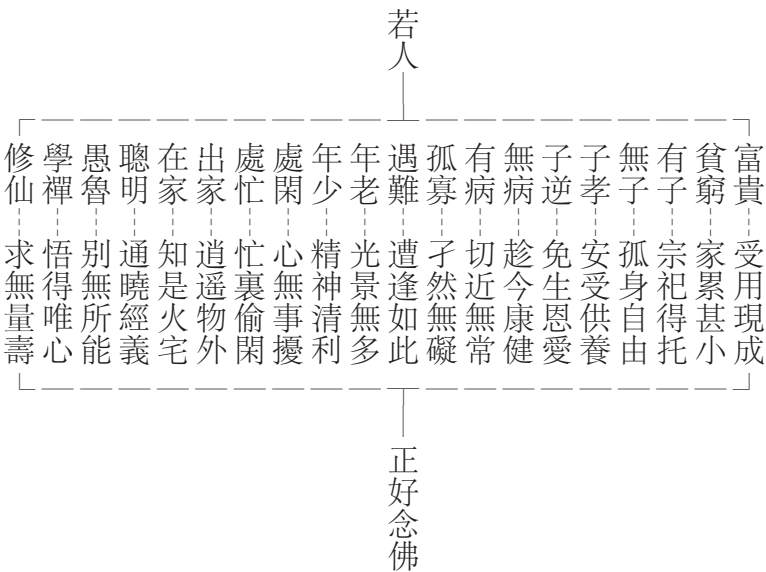 若人
富貴 受用現成
貧窮 家累甚小
有子 宗祀得托
無子 孤身自由
子孝 安受供養
子逆 免生恩愛
無病 趁今康健
有病 切近無常
孤寡 孑然無礙
遇難 遭逢如此
年老 光景無多
年少 精神清利
處閑 心無事擾
處忙 忙裏偷閑
出家 逍遥物外
在家 知是火宅
聰明 通曉經義
愚魯 别無所能
學禪 悟得唯心
修仙 求無量壽
正好念佛